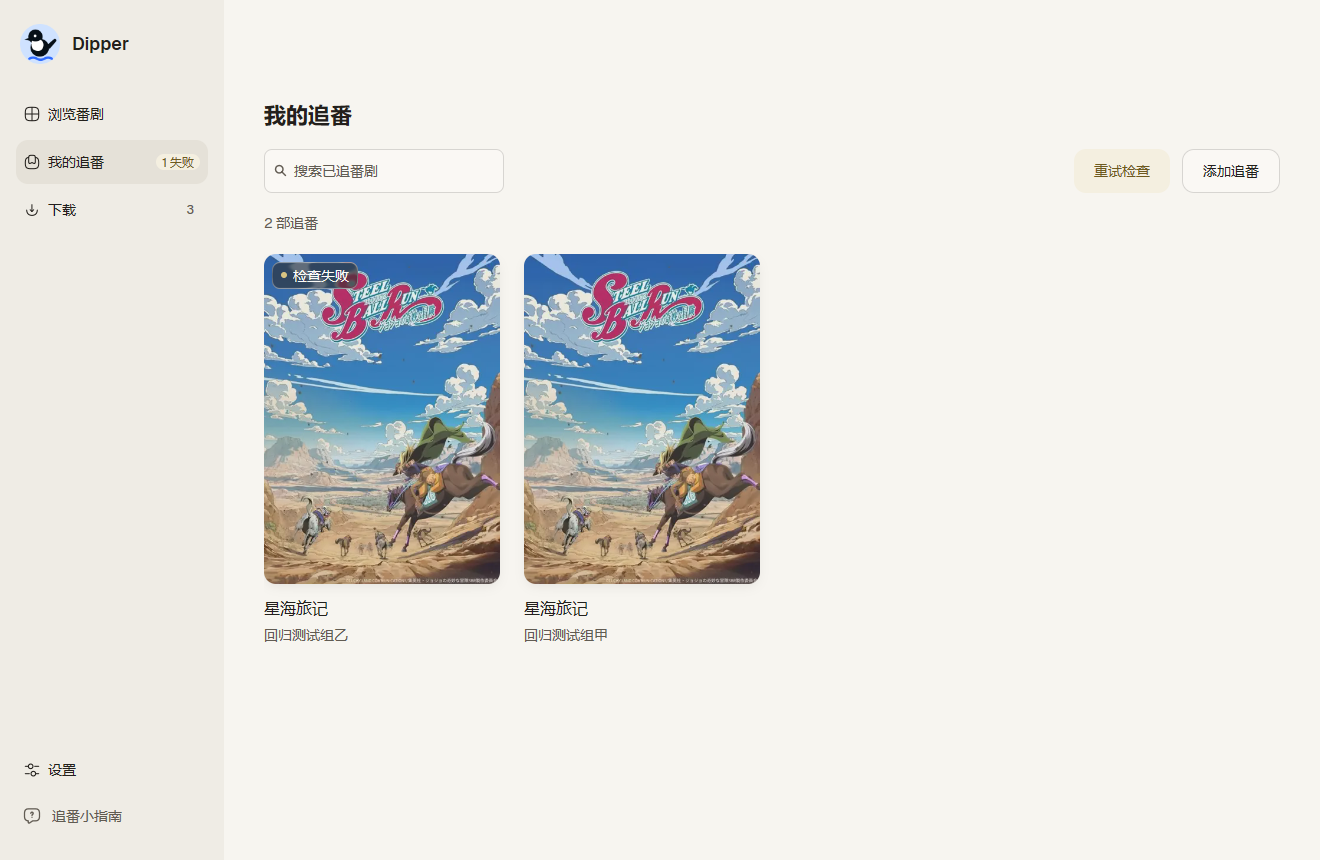 Dipper
浏览番剧
我的追番
1失败
下载
3
设置
追番小指南
我的追番
搜索已追番剧
重试检查
添加追番
2 部追番
检查失败
STEEL
BALL RUN
STEEL
BALL RUN
星海旅记
回归测试组乙
星海旅记
回归测试组甲